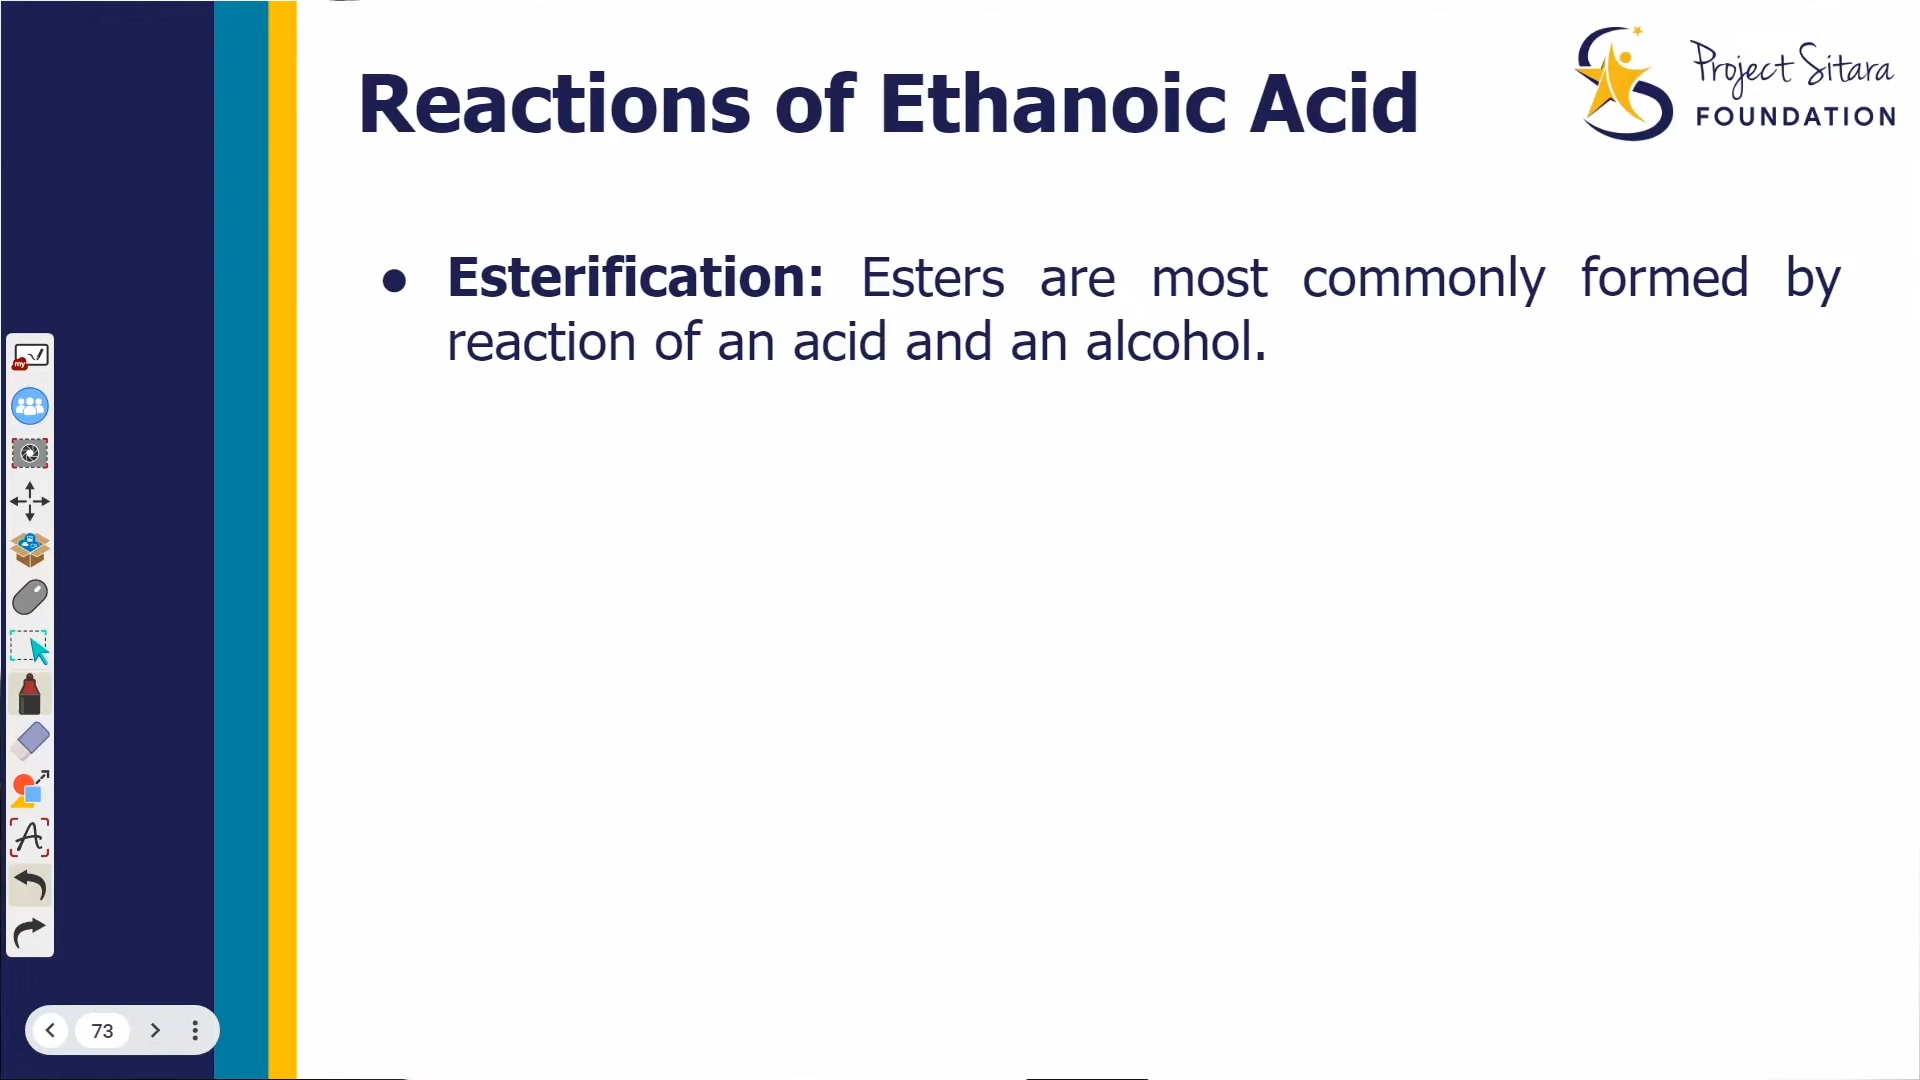 Reactions of Ethanoic Acid
Project Sitara
FOUNDATION
● Esterification: Esters are most commonly formed by
reaction of an acid and an alcohol.
my
A
73